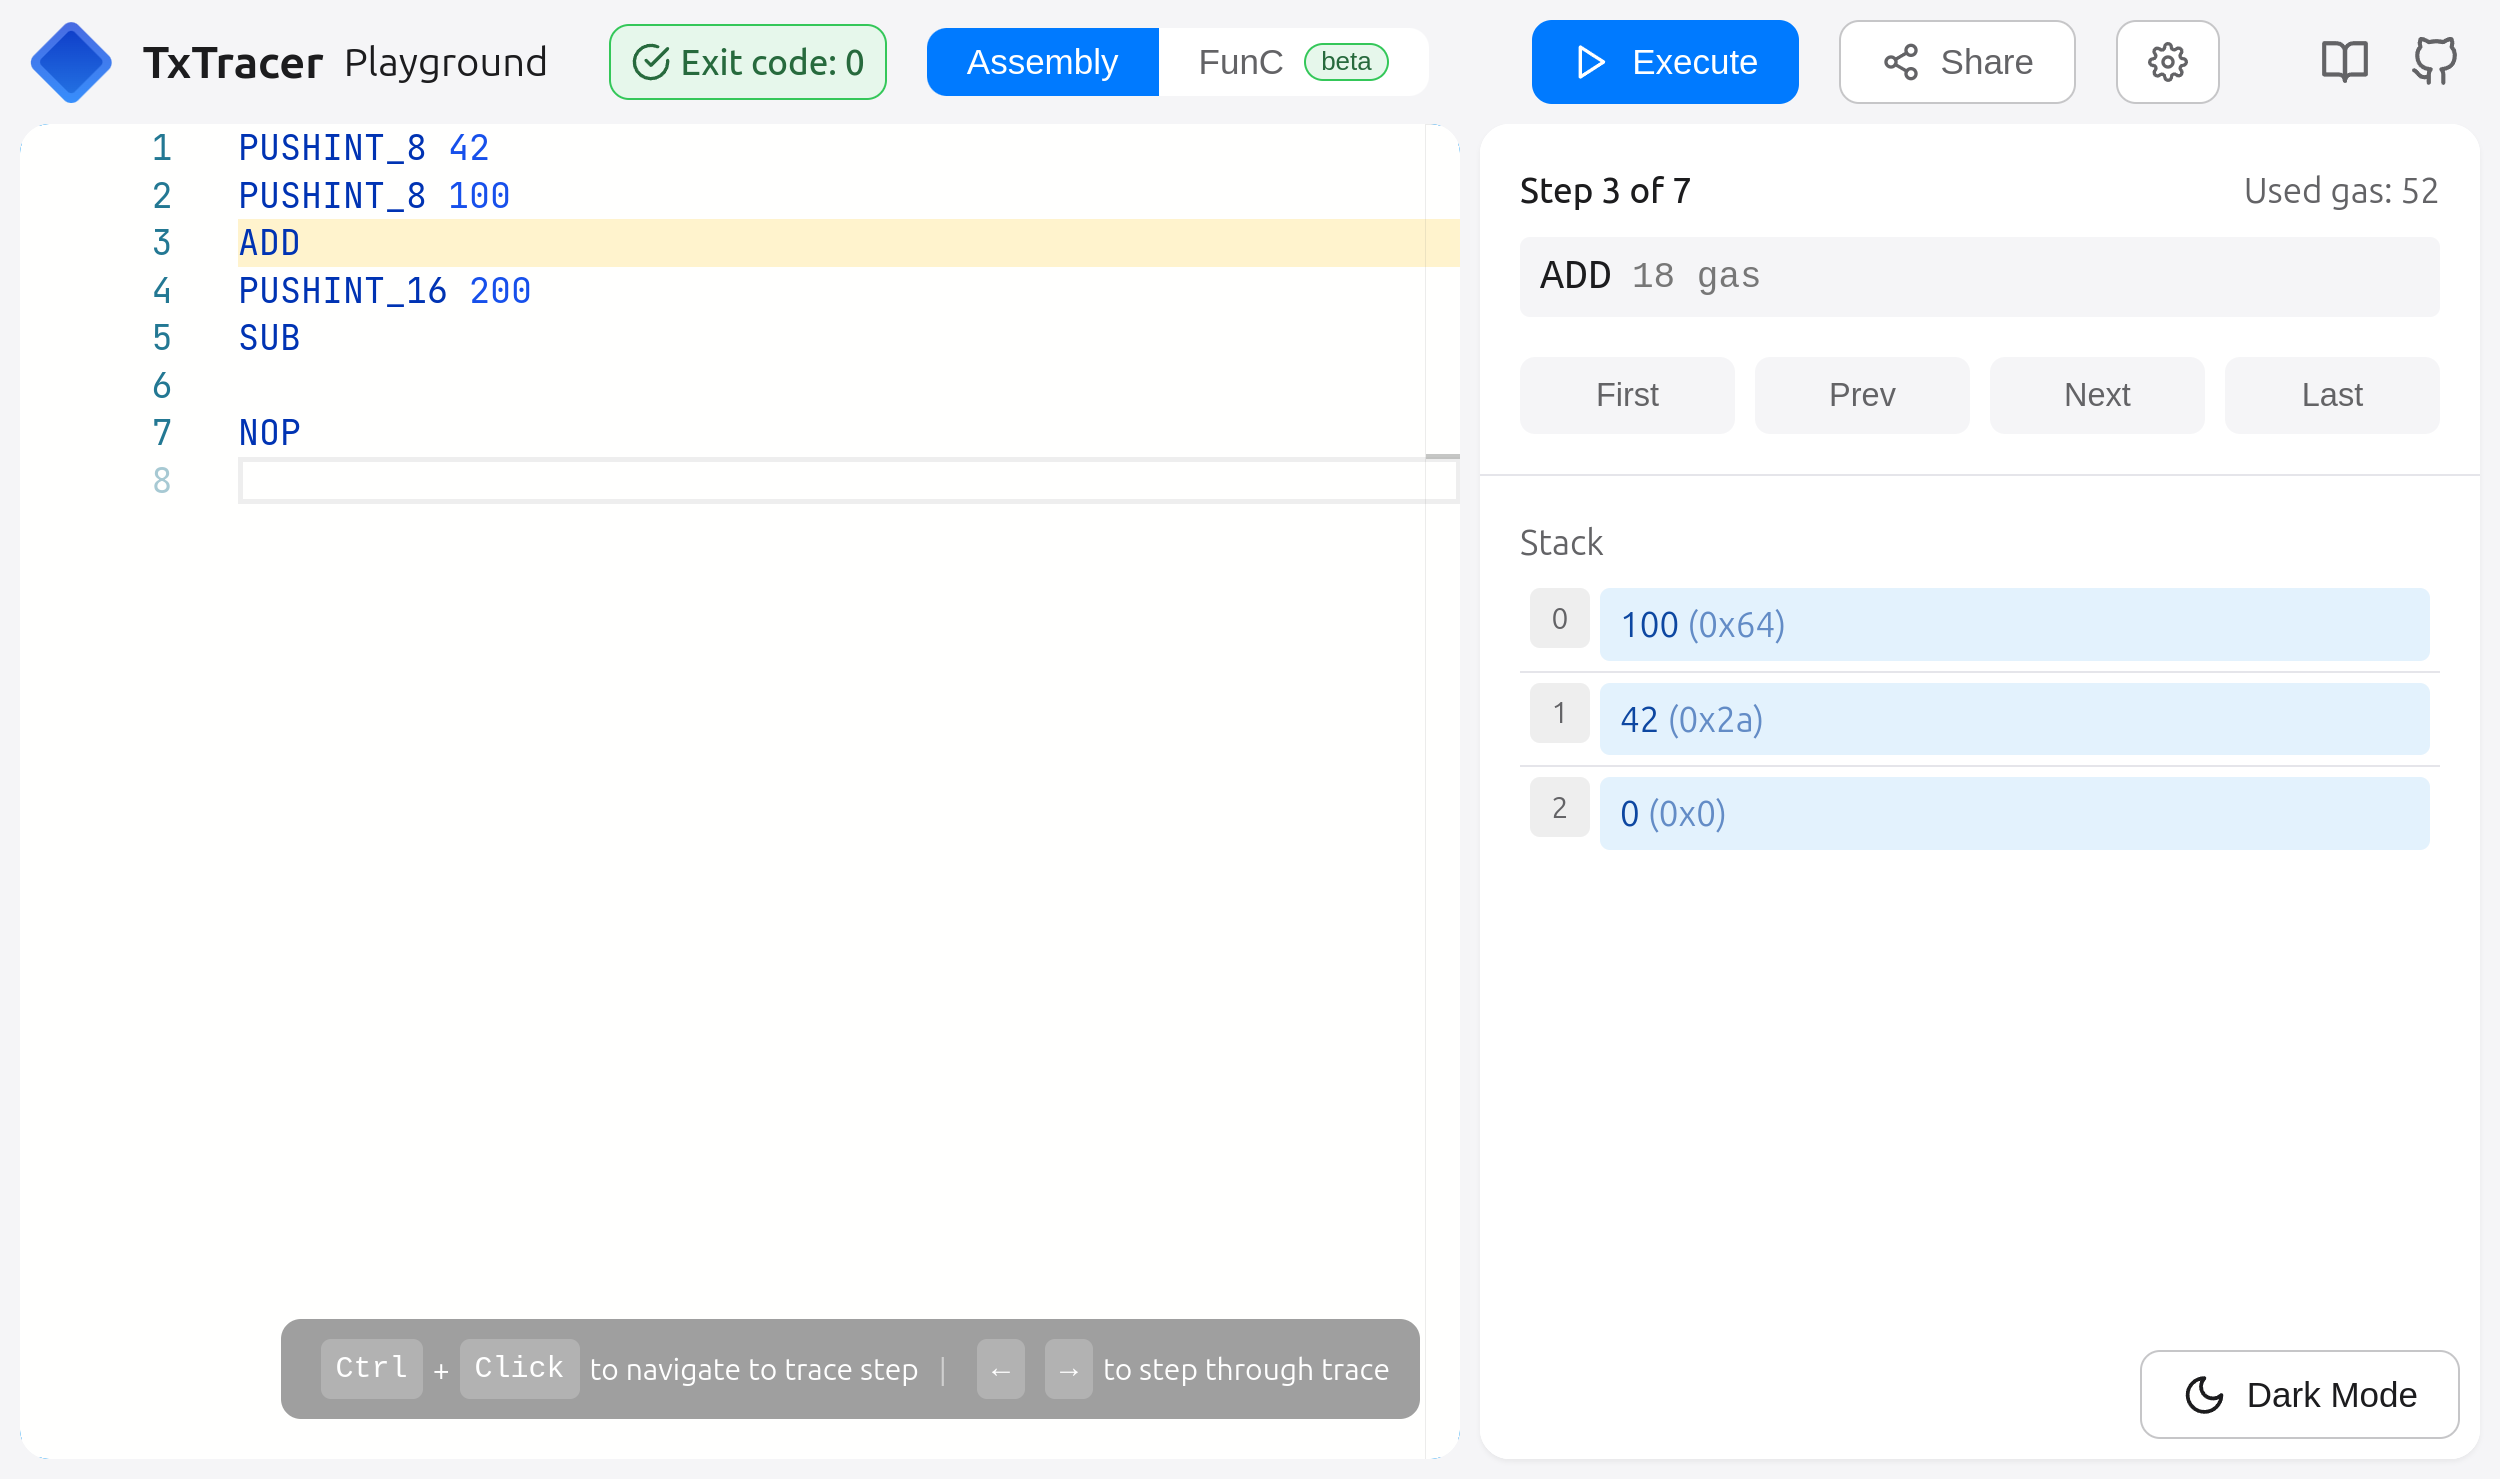 TxTracer Playground
Exit code: 0
Assembly
FunC beta
Execute
Share
1 PUSHINT_8 42
2 PUSHINT_8 100
3 ADD
4 PUSHINT_16 200
5 SUB
6
7 NOP
8
Ctrl + Click to navigate to trace step | ← → to step through trace
Step 3 of 7
Used gas: 52
ADD 18 gas
First Prev Next Last
Stack
0 100 (0x64)
1 42 (0x2a)
2 0 (0x0)
Dark Mode